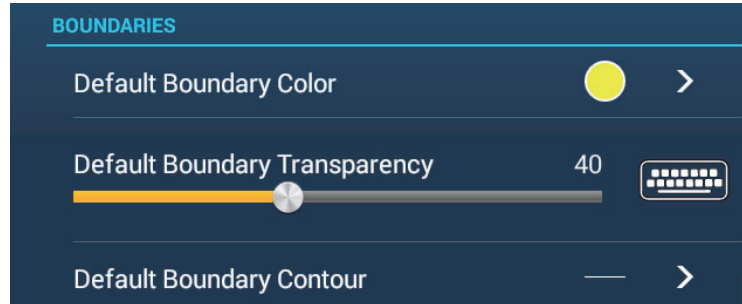 BOUNDARIES
Default Boundary Color
Default Boundary Transparency 40
Default Boundary Contour